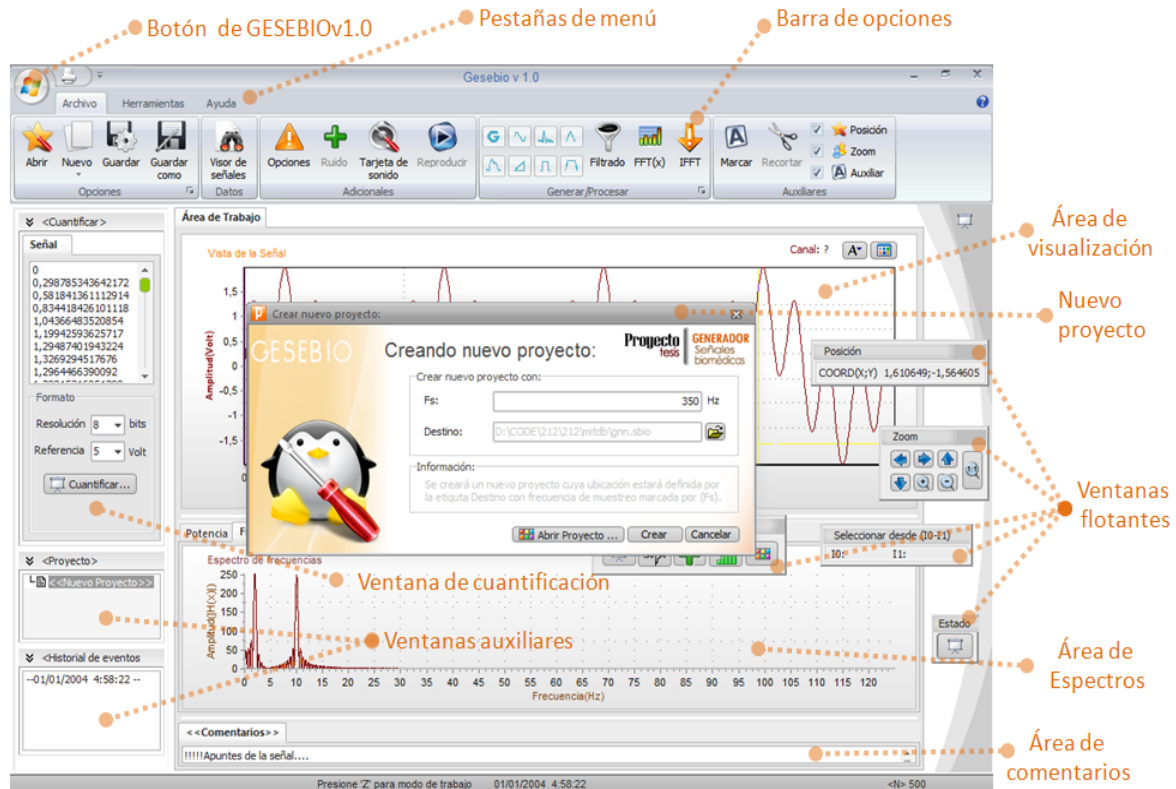 Botón de GESEBIOv1.0
Pestañas de menú
Barra de opciones
Gesebio v 1.0
Archivo Herramientas Ayuda
Abrir Nuevo Guardar Guardar como
Opciones
Visor de señales
Datos
Opciones Ruido Tarjeta de sonido Reproducir
Adicionales
G Filtrado FFT(x) IFFT
Generar/Procesar
A Marcar Recortar
Posición
Zoom
A Auxiliar
Auxiliares
<Cuantificar>
Señal
0
0,298785343642172
0,581841361112914
0,834418426101118
1,04366483520854
1,19942593625717
1,29487401943224
1,3269294517676
1,2964466390092
Formato
Resolución 8 bits
Referencia 5 Volt
Cuantificar...
<Proyecto>
<<Nuevo Proyecto>>
<Historial de eventos
--01/01/2004 4:58:22 --
Área de Trabajo
Vista de la Señal
Canal: ?
A
Amplitud(Volt)
1,5
1
0,5
0
-0,5
-1
-1,5
Crear nuevo proyecto:
GESEBIO
Creando nuevo proyecto:
Proyecto tesis
GENERADOR
Señales
biomédicas
Crear nuevo proyecto con:
Fs: 350 Hz
Destino: D:\CODE\212\212\mitdb\gnn.sbio
Información:
Se creará un nuevo proyecto cuya ubicación estará definida por
la etiquta Destino con frecuencia de muestreo marcada por (Fs).
Abrir Proyecto ... Crear Cancelar
Posición
COORD(X;Y) 1,610649;-1,564605
Zoom
1:1
Seleccionar desde (I0-I1)
I0: I1:
Estado
Potencia
Espectro de frecuencias
Amplitud(|H(x)|)
250
200
150
100
50
0
0 5 10 15 20 25 30 35 40 45 50 55 60 65 70 75 80 85 90 95 100 105 110 115 120
Frecuencia(Hz)
<<Comentarios>>
!!!!!Apuntes de la señal....
Presione 'Z' para modo de trabajo 01/01/2004 4:58:22 <N> 500
Área de
visualización
Nuevo
proyecto
Ventanas
flotantes
Ventana de cuantificación
Ventanas auxiliares
Área de
Espectros
Área de
comentarios